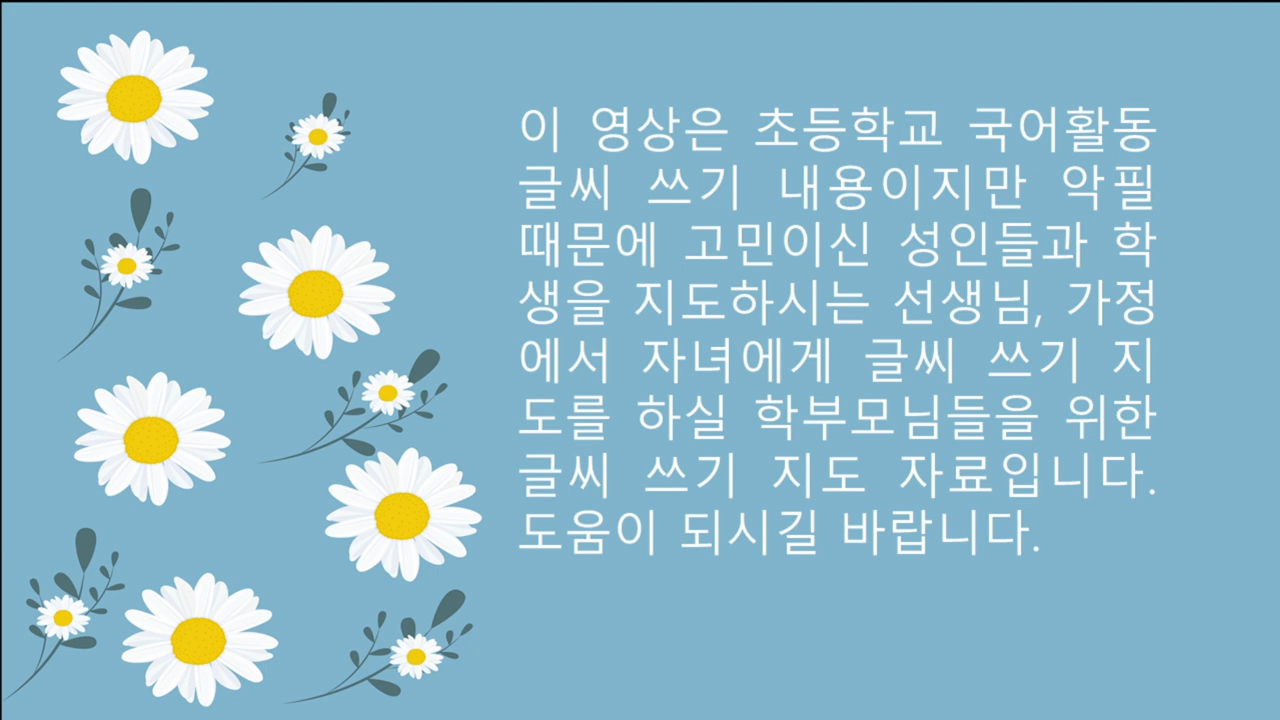 이 영상은 초등학교 국어활동
글씨 쓰기 내용이지만 악필
때문에 고민이신 성인들과 학
생을 지도하시는 선생님, 가정
에서 자녀에게 글씨 쓰기 지
도를 하실 학부모님들을 위한
글씨 쓰기 지도 자료입니다.
도움이 되시길 바랍니다.